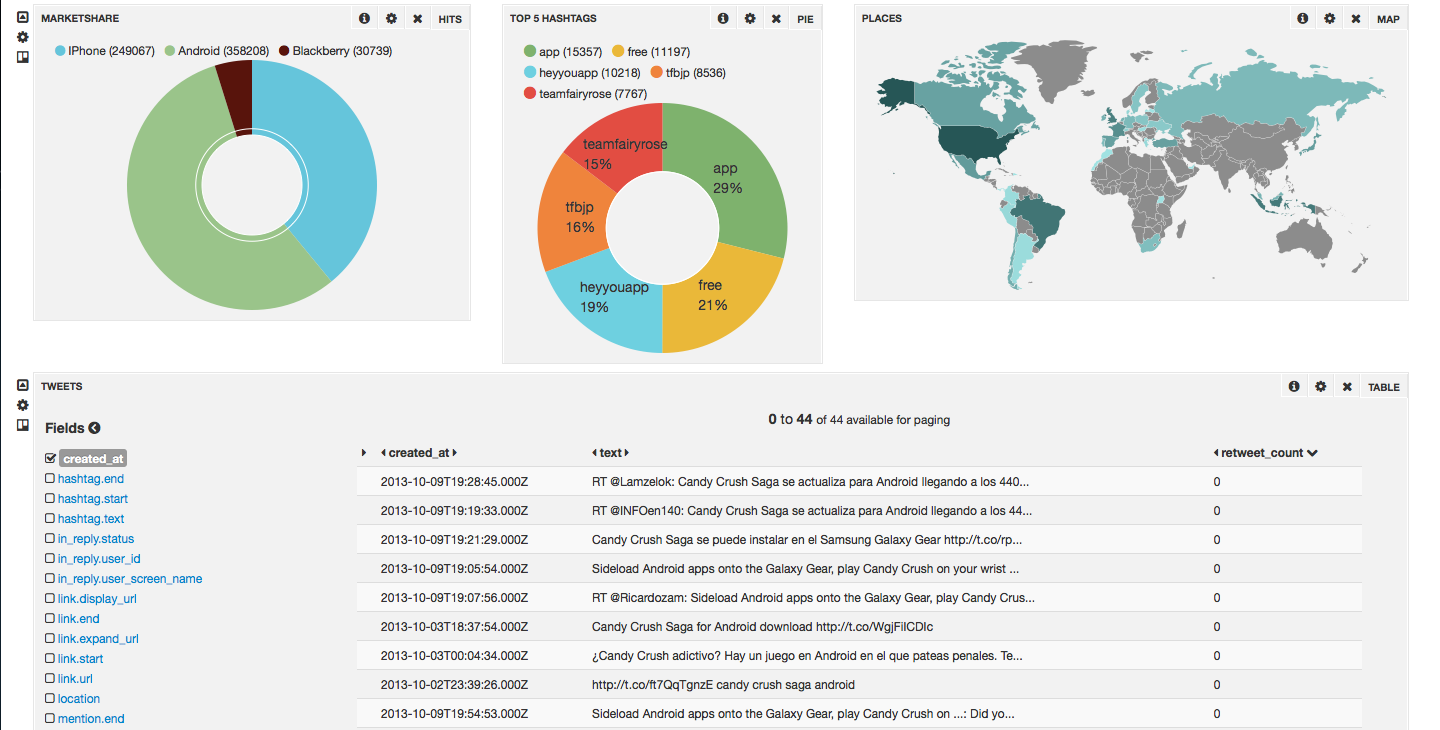 MARKETSHARE
HITS
IPhone (249067) Android (358208) Blackberry (30739)
TOP 5 HASHTAGS
PIE
app (15357) free (11197)
heyyouapp (10218) tfbjp (8536)
teamfairyrose (7767)
teamfairyrose
15%
app
29%
tfbjp
16%
heyyouapp
19%
free
21%
PLACES
MAP
TWEETS
TABLE
0 to 44 of 44 available for paging
Fields
created_at
hashtag.end
hashtag.start
hashtag.text
in_reply.status
in_reply.user_id
in_reply.user_screen_name
link.display_url
link.end
link.expand_url
link.start
link.url
location
mention.end
created_at text retweet_count
2013-10-09T19:28:45.000Z RT @Lamzelok: Candy Crush Saga se actualiza para Android llegando a los 440... 0
2013-10-09T19:19:33.000Z RT @INFOen140: Candy Crush Saga se actualiza para Android llegando a los 44... 0
2013-10-09T19:21:29.000Z Candy Crush Saga se puede instalar en el Samsung Galaxy Gear http://t.co/rp... 0
2013-10-09T19:05:54.000Z Sideload Android apps onto the Galaxy Gear, play Candy Crush on your wrist ... 0
2013-10-09T19:07:56.000Z RT @Ricardozam: Sideload Android apps onto the Galaxy Gear, play Candy Crus... 0
2013-10-03T18:37:54.000Z Candy Crush Saga for Android download http://t.co/WgjFilCDIc 0
2013-10-03T00:04:34.000Z ¿Candy Crush adictivo? Hay un juego en Android en el que pateas penales. Te... 0
2013-10-02T23:39:26.000Z http://t.co/ft7QqTgnzE candy crush saga android 0
2013-10-09T19:54:53.000Z Sideload Android apps onto the Galaxy Gear, play Candy Crush on ...: Did yo... 0